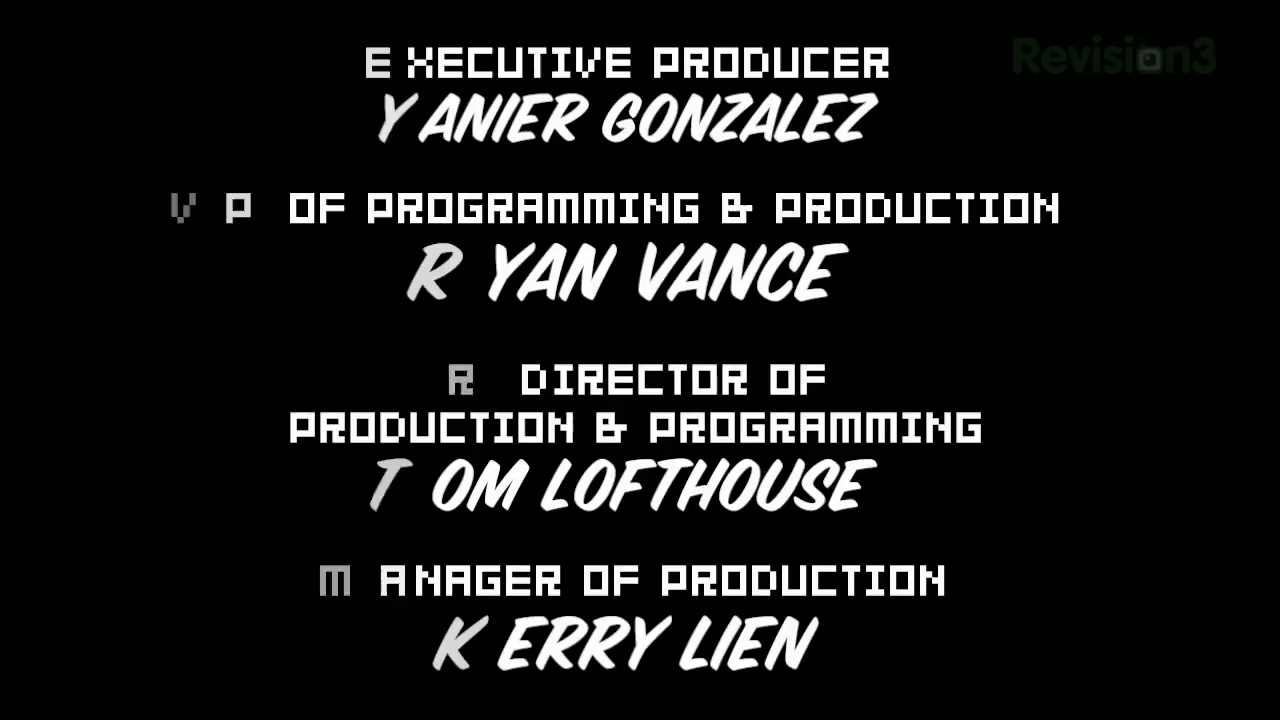 EXECUTIVE PRODUCER
Revision3
YANIER GONZALEZ
VP OF PROGRAMMING & PRODUCTION
RYAN VANCE
R DIRECTOR OF
PRODUCTION & PROGRAMMING
TOM LOFTHOUSE
MANAGER OF PRODUCTION
KERRY LIEN